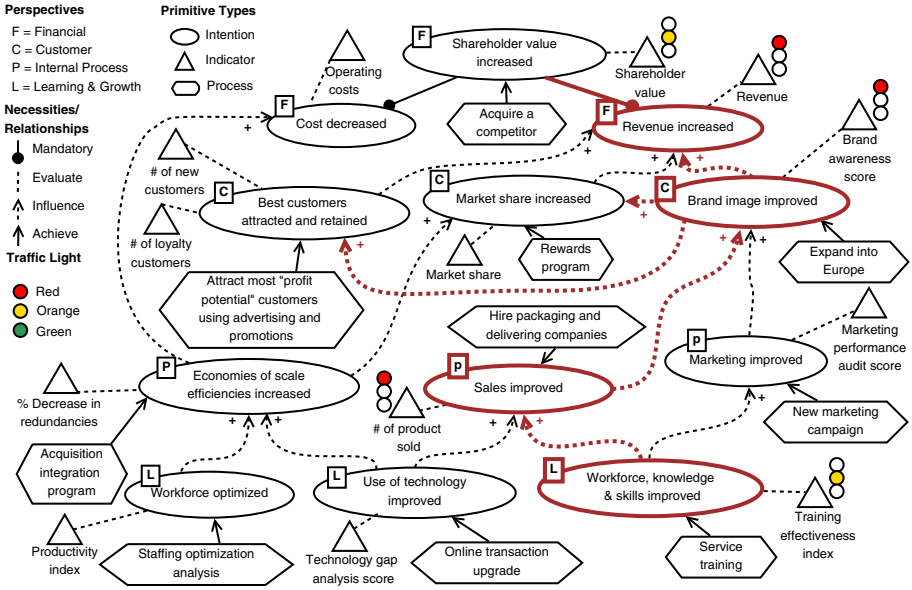 Perspectives
F = Financial
C = Customer
P = Internal Process
L = Learning & Growth
Necessities/
Relationships
Mandatory
Evaluate
Influence
Achieve
Traffic Light
Red
Orange
Green
Primitive Types
Intention
Indicator
Process
F
Shareholder value
increased
Shareholder
value
Operating
costs
Revenue
F
Cost decreased
+
Acquire a
competitor
F
Revenue increased
+
+
+
Brand
awareness
score
# of new
customers
# of loyalty
customers
C
Best customers
attracted and retained
+
C
Market share increased
+
+
Market share
Rewards
program
C
Brand image improved
+
+
Expand into
Europe
Attract most "profit
potential" customers
using advertising and
promotions
Hire packaging and
delivering companies
Marketing
performance
audit score
P
Economies of scale
efficiencies increased
+
+
% Decrease in
redundancies
p
Sales improved
+
+
# of product
sold
p
Marketing improved
+
New marketing
campaign
Acquisition
integration
program
L
Workforce optimized
L
Use of technology
improved
L
Workforce, knowledge
& skills improved
Productivity
index
Staffing optimization
analysis
Technology gap
analysis score
Online transaction
upgrade
Service
training
Training
effectiveness
index